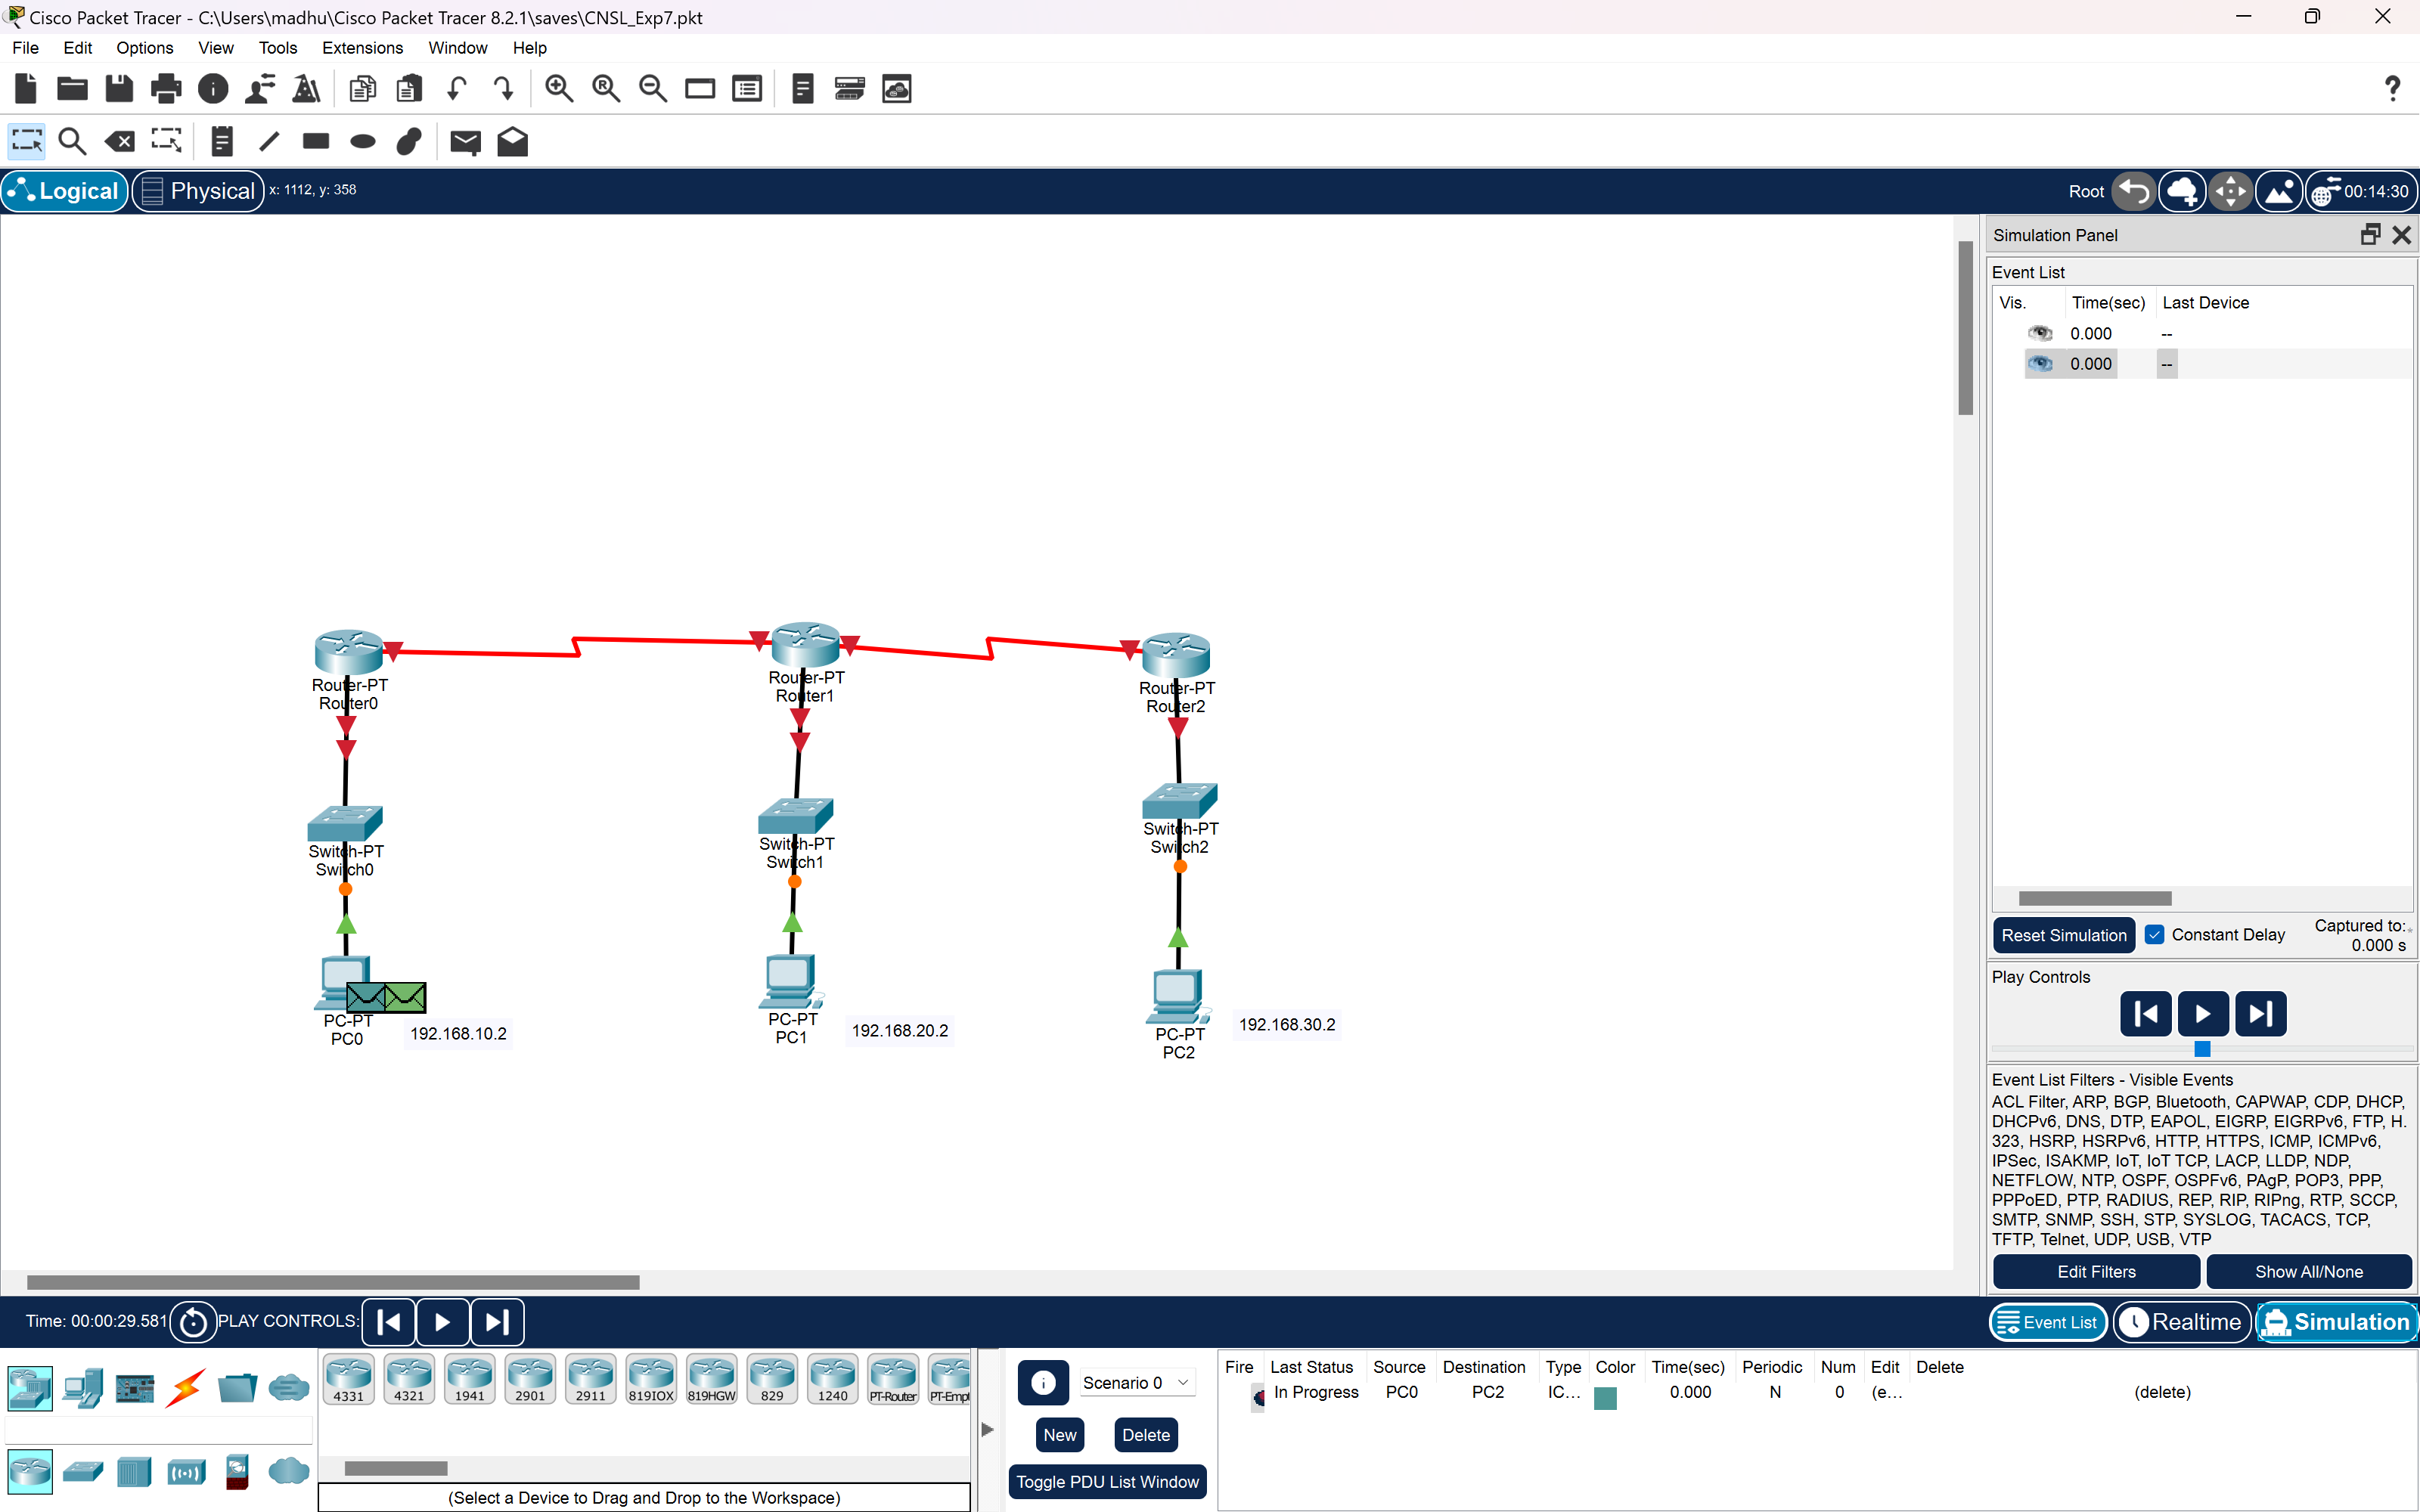 Cisco Packet Tracer - C:\Users\madhu\Cisco Packet Tracer 8.2.1\saves\CNSL_Exp7.pkt
File Edit Options View Tools Extensions Window Help
Logical Physical x: 1112, y: 358 Root 00:14:30
Simulation Panel
Event List
Vis. Time(sec) Last Device
0.000 --
0.000 --
Router-PT
Router0
Router-PT
Router1
Router-PT
Router2
Switch-PT
Switch0
Switch-PT
Switch1
Switch-PT
Switch2
PC-PT
PC0
192.168.10.2
PC-PT
PC1
192.168.20.2
PC-PT
PC2
192.168.30.2
Reset Simulation Constant Delay Captured to:*
0.000 s
Play Controls
Event List Filters - Visible Events
ACL Filter, ARP, BGP, Bluetooth, CAPWAP, CDP, DHCP,
DHCPv6, DNS, DTP, EAPOL, EIGRP, EIGRPv6, FTP, H.
323, HSRP, HSRPv6, HTTP, HTTPS, ICMP, ICMPv6,
IPSec, ISAKMP, IoT, IoT TCP, LACP, LLDP, NDP,
NETFLOW, NTP, OSPF, OSPFv6, PAgP, POP3, PPP,
PPPoED, PTP, RADIUS, REP, RIP, RIPng, RTP, SCCP,
SMTP, SNMP, SSH, STP, SYSLOG, TACACS, TCP,
TFTP, Telnet, UDP, USB, VTP
Edit Filters Show All/None
Time: 00:00:29.581 PLAY CONTROLS: Event List Realtime Simulation
4331 4321 1941 2901 2911 819IOX 819HGW 829 1240 PT-Router PT-Empt
(Select a Device to Drag and Drop to the Workspace)
Scenario 0
New Delete
Toggle PDU List Window
Fire Last Status Source Destination Type Color Time(sec) Periodic Num Edit Delete
In Progress PC0 PC2 IC... 0.000 N 0 (e... (delete)